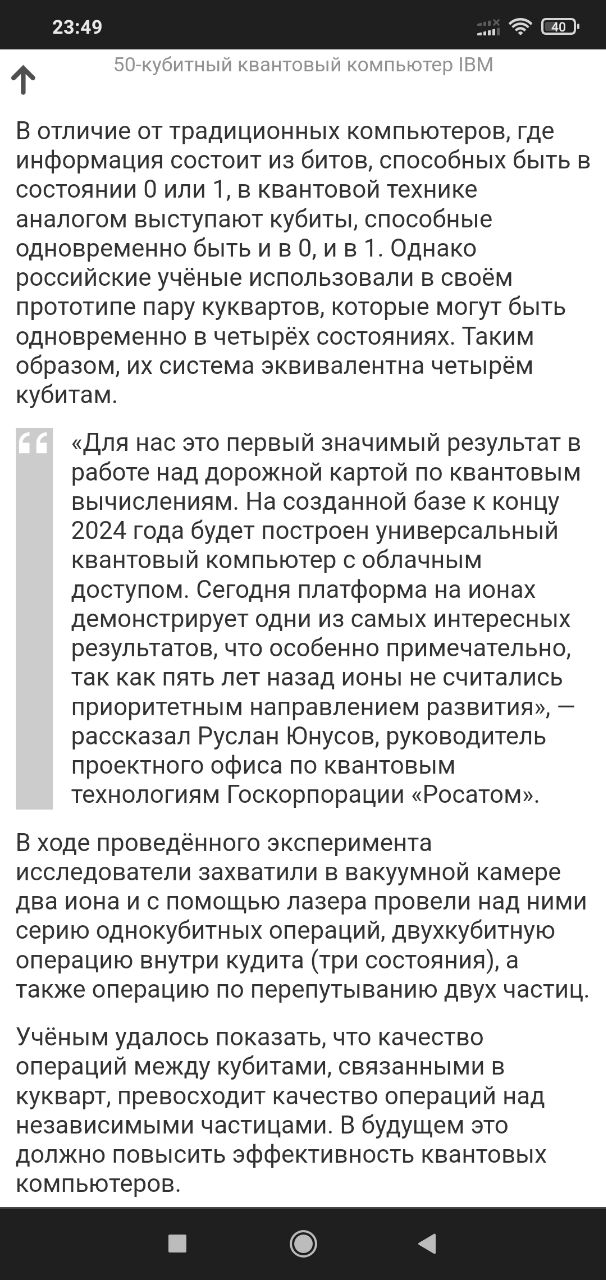 23:49
40
50-кубитный квантовый компьютер IBM
В отличие от традиционных компьютеров, где
информация состоит из битов, способных быть в
состоянии 0 или 1, в квантовой технике
аналогом выступают кубиты, способные
одновременно быть и в 0, и в 1. Однако
российские учёные использовали в своём
прототипе пару куквартов, которые могут быть
одновременно в четырёх состояниях. Таким
образом, их система эквивалентна четырём
кубитам.
«Для нас это первый значимый результат в
работе над дорожной картой по квантовым
вычислениям. На созданной базе к концу
2024 года будет построен универсальный
квантовый компьютер с облачным
доступом. Сегодня платформа на ионах
демонстрирует одни из самых интересных
результатов, что особенно примечательно,
так как пять лет назад ионы не считались
приоритетным направлением развития», —
рассказал Руслан Юнусов, руководитель
проектного офиса по квантовым
технологиям Госкорпорации «Росатом».
В ходе проведённого эксперимента
исследователи захватили в вакуумной камере
два иона и с помощью лазера провели над ними
серию однокубитных операций, двухкубитную
операцию внутри кудита (три состояния), а
также операцию по перепутыванию двух частиц.
Учёным удалось показать, что качество
операций между кубитами, связанными в
кукварт, превосходит качество операций над
независимыми частицами. В будущем это
должно повысить эффективность квантовых
компьютеров.